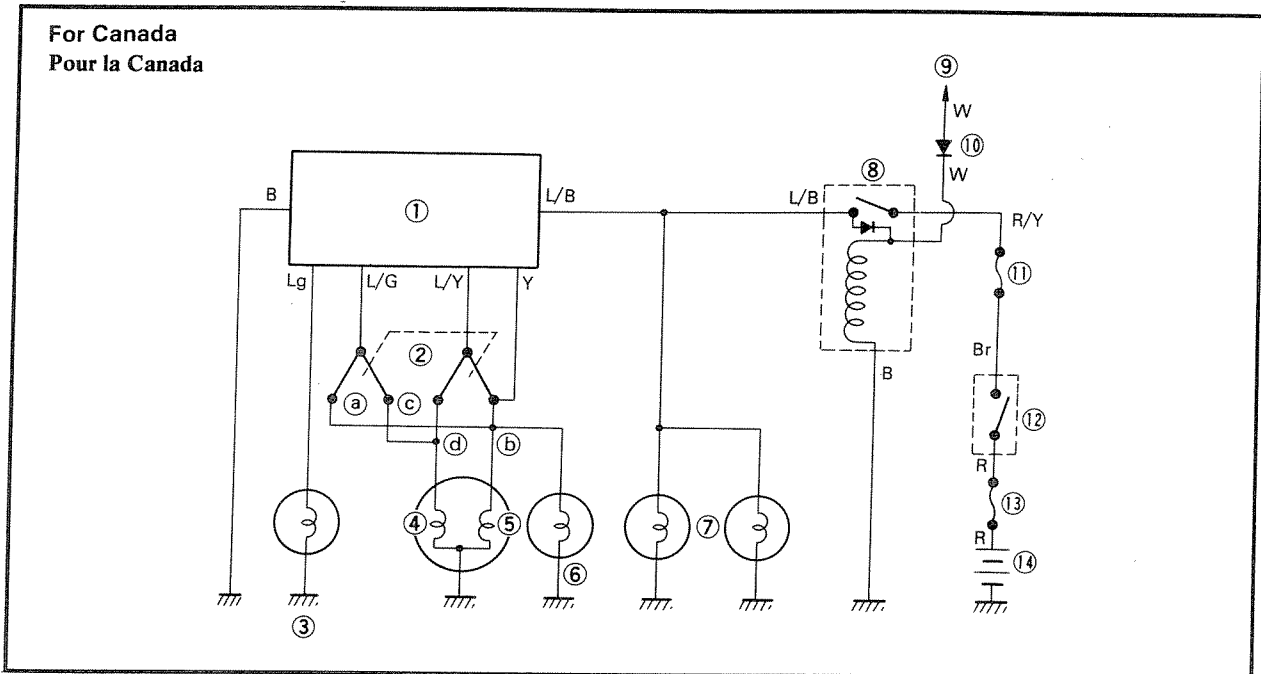 For Canada
Pour la Canada
⑨
W
⑩
W
⑧
B
①
L/B
L/B
R/Y
⑪
Lg
L/G
L/Y
Y
②
Br
B
ⓐ
ⓒ
⑫
ⓓ
ⓑ
R
④
⑤
⑦
⑬
R
⑥
⑭
③